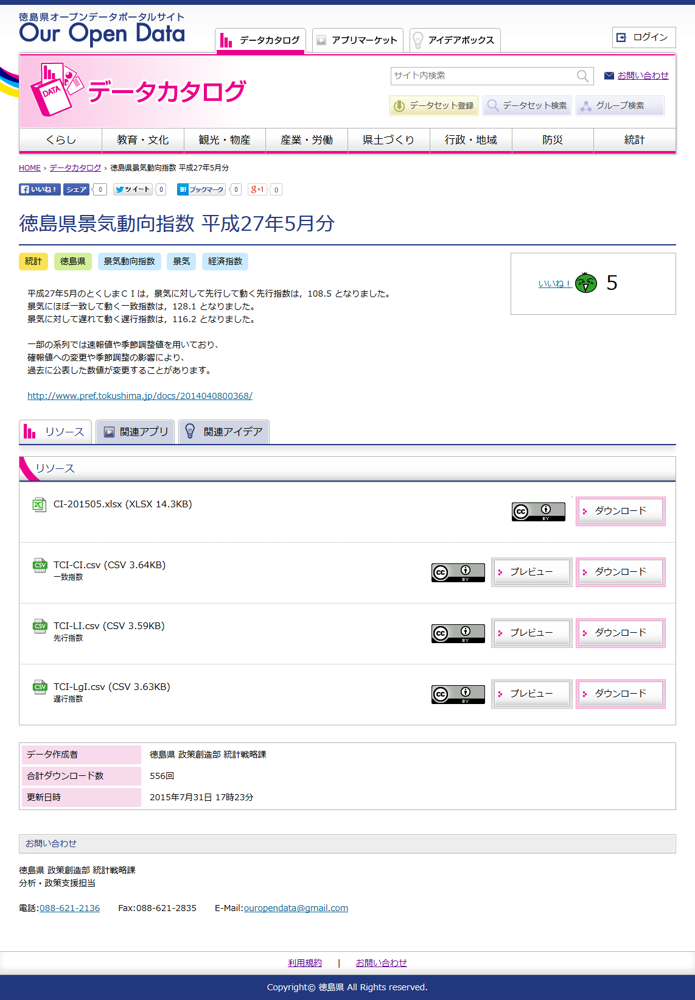 徳島県オープンデータポータルサイト
Our Open Data
データカタログ
アプリマーケット
アイデアボックス
ログイン
DATA
データカタログ
サイト内検索
お問い合わせ
データセット登録
データセット検索
グループ検索
くらし
教育・文化
観光・物産
産業・労働
県土づくり
行政・地域
防災
統計
HOME › データカタログ › 徳島県景気動向指数 平成27年5月分
いいね！ シェア 0 ツイート 0 B! ブックマーク 0 g+1 0
徳島県景気動向指数 平成27年5月分
統計 徳島県 景気動向指数 景気 経済指数
いいね！ 5
平成27年5月のとくしまＣＩは，景気に対して先行して動く先行指数は，108.5 となりました。
景気にほぼ一致して動く一致指数は，128.1 となりました。
景気に対して遅れて動く遅行指数は，116.2 となりました。
一部の系列では速報値や季節調整値を用いており、
確報値への変更や季節調整の影響により、
過去に公表した数値が変更することがあります。
http://www.pref.tokushima.jp/docs/2014040800368/
リソース
関連アプリ
関連アイデア
リソース
CI-201505.xlsx (XLSX 14.3KB)
cc BY
ダウンロード
CSV TCI-CI.csv (CSV 3.64KB)
一致指数
cc BY
プレビュー
ダウンロード
CSV TCI-LI.csv (CSV 3.59KB)
先行指数
cc BY
プレビュー
ダウンロード
CSV TCI-LgI.csv (CSV 3.63KB)
遅行指数
cc BY
プレビュー
ダウンロード
データ作成者 徳島県 政策創造部 統計戦略課
合計ダウンロード数 556回
更新日時 2015年7月31日 17時23分
お問い合わせ
徳島県 政策創造部 統計戦略課
分析・政策支援担当
電話:088-621-2136 Fax:088-621-2835 E-Mail:ouropendata@gmail.com
利用規約 | お問い合わせ
Copyright© 徳島県 All Rights reserved.